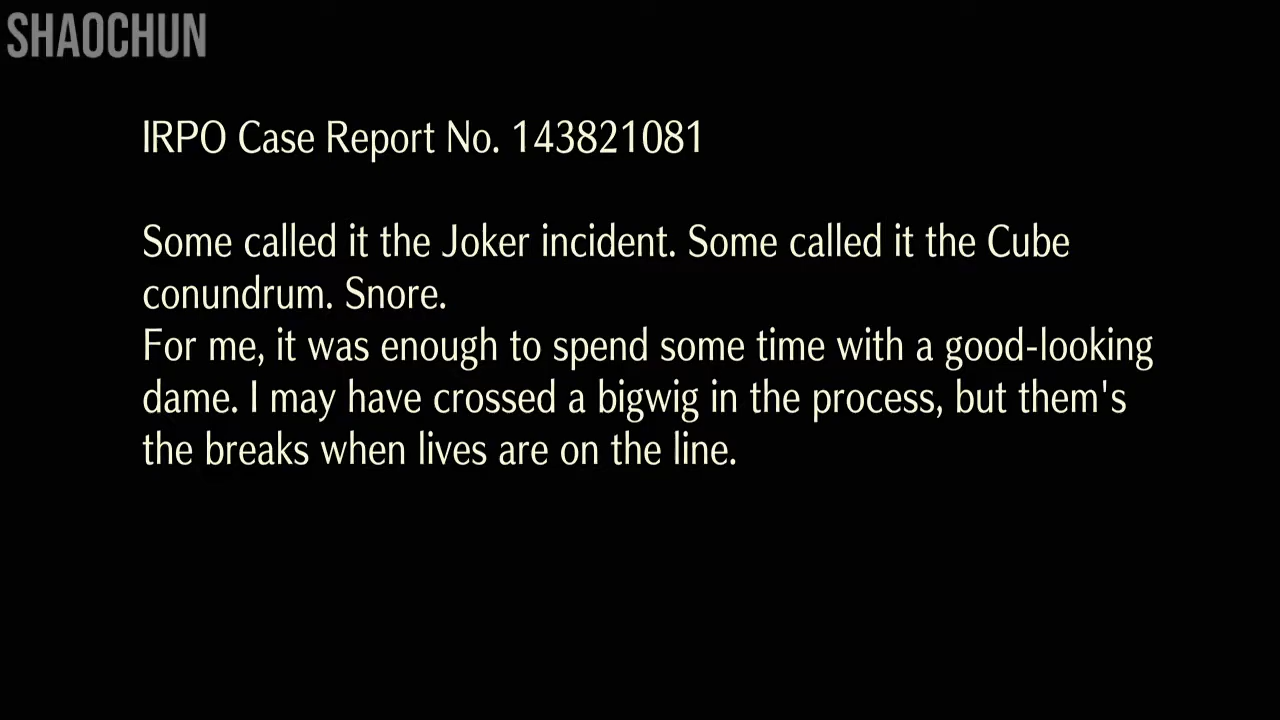 SHAOCHUN
IRPO Case Report No. 143821081
Some called it the Joker incident. Some called it the Cube
conundrum. Snore.
For me, it was enough to spend some time with a good-looking
dame. I may have crossed a bigwig in the process, but them's
the breaks when lives are on the line.